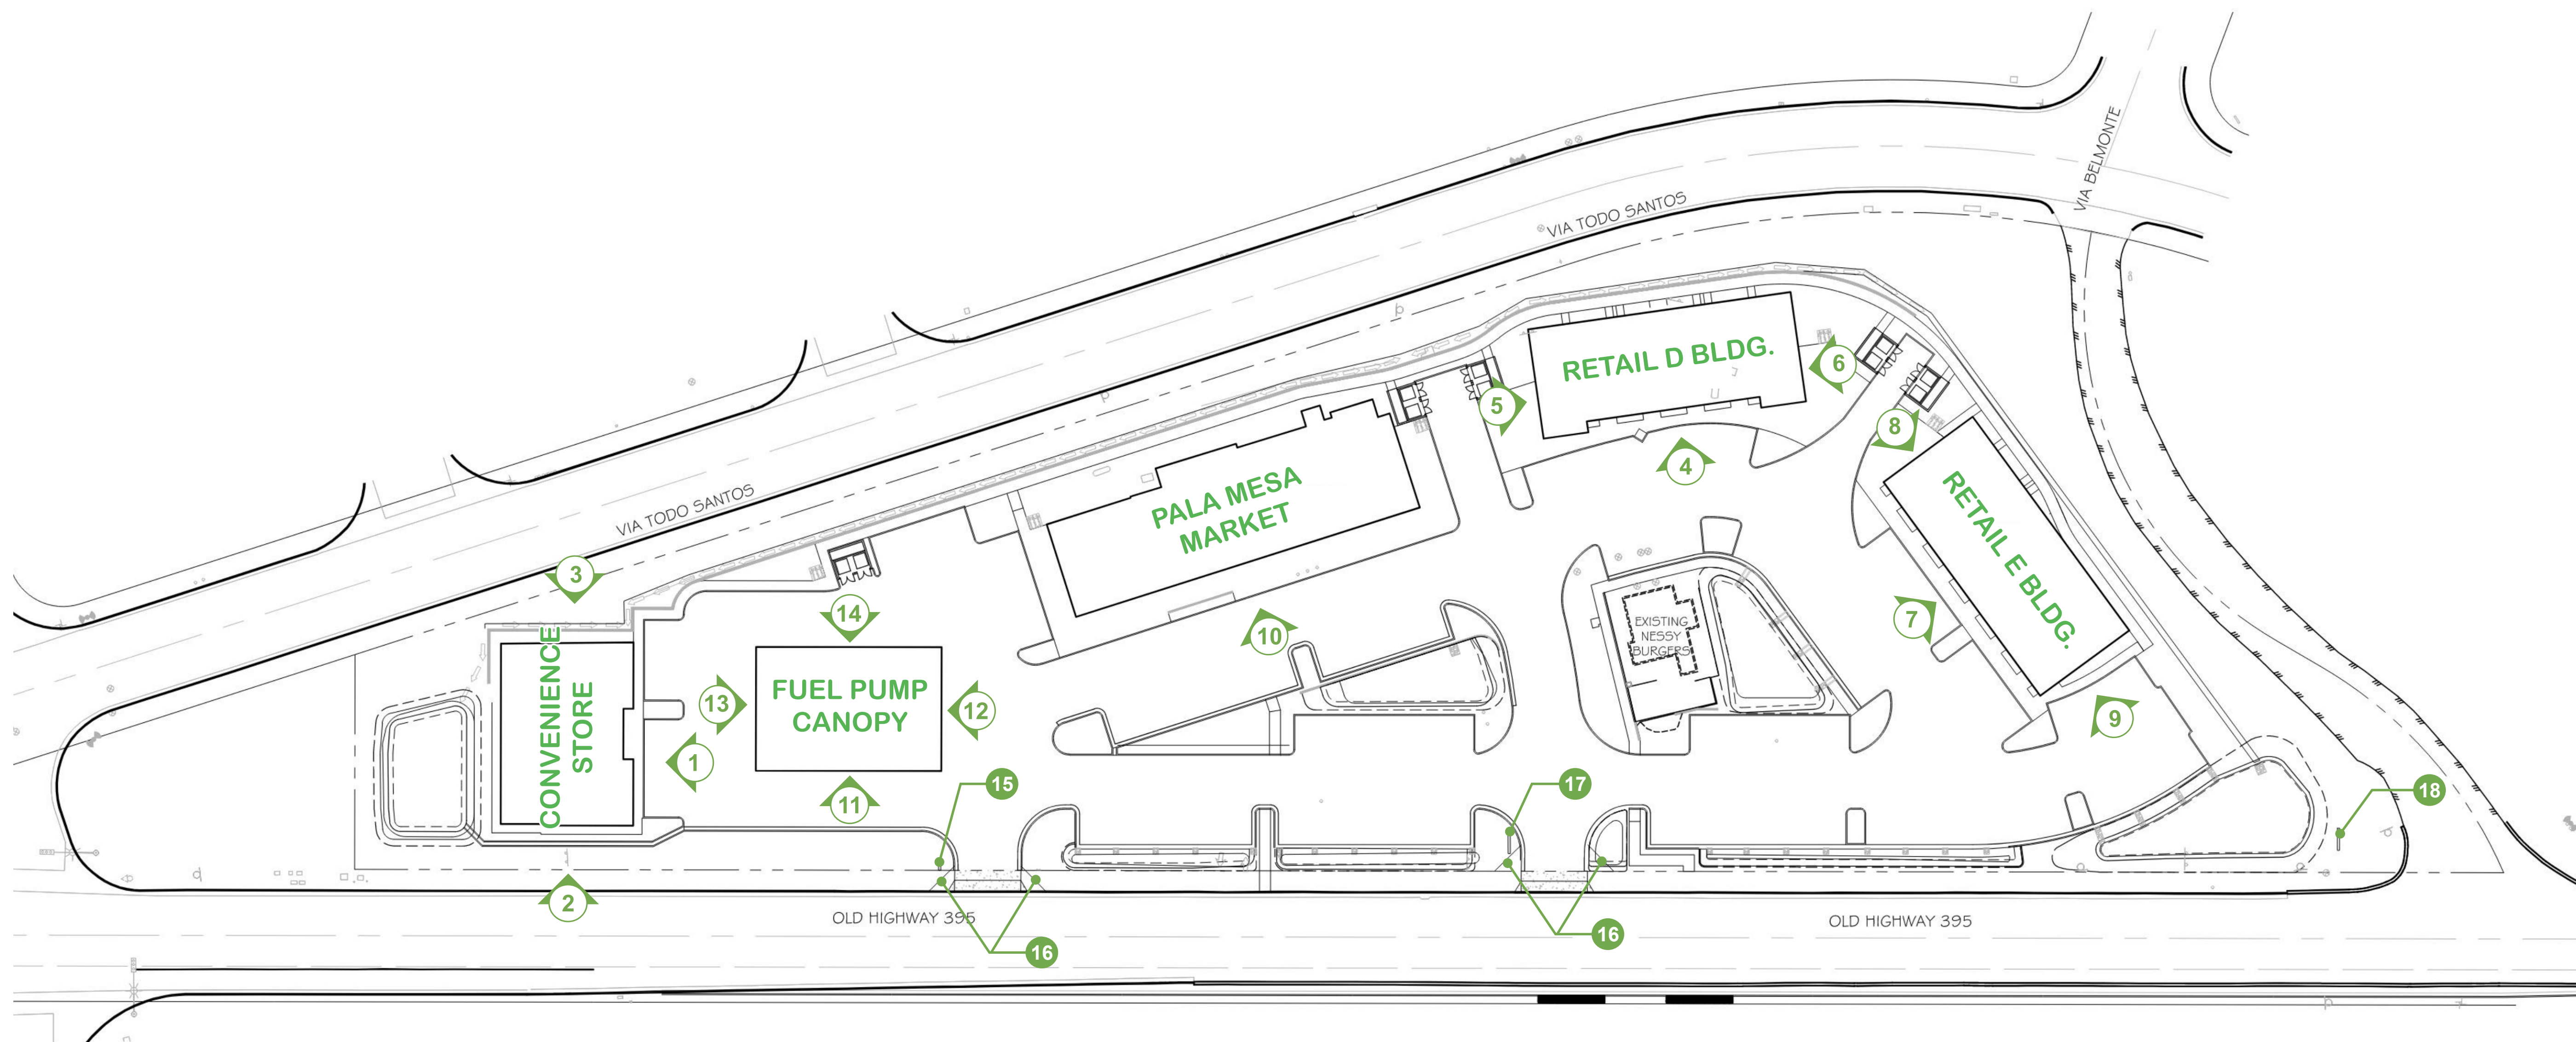 VIA BELMONTE
VIA TODO SANTOS
RETAIL D BLDG.
6
5
8
4
PALA MESA
MARKET
RETAIL E BLDG.
VIA TODO SANTOS
3
14
10
7
EXISTING
NESSY
BURGERS
CONVENIENCE
STORE
FUEL PUMP
CANOPY
13
12
9
1
11
15
17
18
2
OLD HIGHWAY 395
OLD HIGHWAY 395
16
16